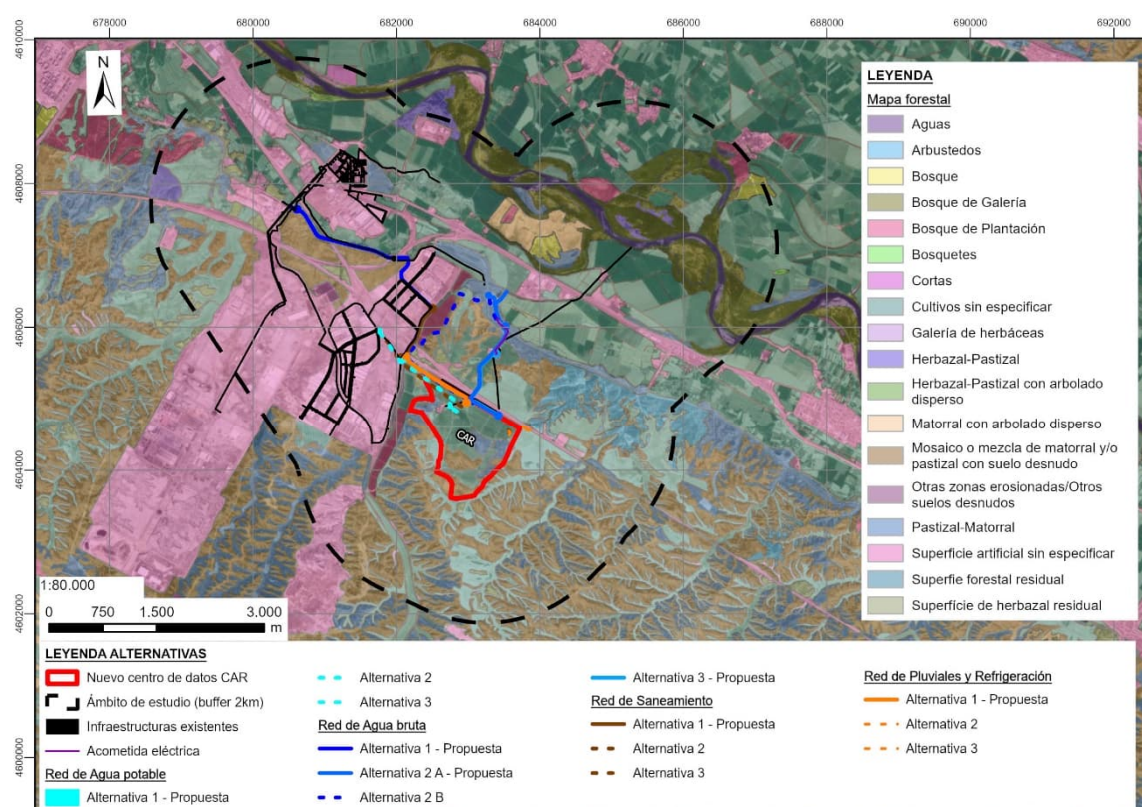 678000
680000
682000
684000
686000
688000
690000
692000
4610000
4608000
4606000
4604000
4602000
4600000
N
CAR
LEYENDA
Mapa forestal
Aguas
Arbustedos
Bosque
Bosque de Galería
Bosque de Plantación
Bosquetes
Cortas
Cultivos sin especificar
Galería de herbáceas
Herbazal-Pastizal
Herbazal-Pastizal con arbolado
disperso
Matorral con arbolado disperso
Mosaico o mezcla de matorral y/o
pastizal con suelo desnudo
Otras zonas erosionadas/Otros
suelos desnudos
Pastizal-Matorral
Superficie artificial sin especificar
Superfie forestal residual
Superfície de herbazal residual
1:80.000
0 750 1.500 3.000
m
LEYENDA ALTERNATIVAS
Nuevo centro de datos CAR
Ámbito de estudio (buffer 2km)
Infraestructuras existentes
Acometida eléctrica
Red de Agua potable
Alternativa 1 - Propuesta
Alternativa 2
Alternativa 3
Red de Agua bruta
Alternativa 1 - Propuesta
Alternativa 2 A - Propuesta
Alternativa 2 B
Alternativa 3 - Propuesta
Red de Saneamiento
Alternativa 1 - Propuesta
Alternativa 2
Alternativa 3
Red de Pluviales y Refrigeración
Alternativa 1 - Propuesta
Alternativa 2
Alternativa 3